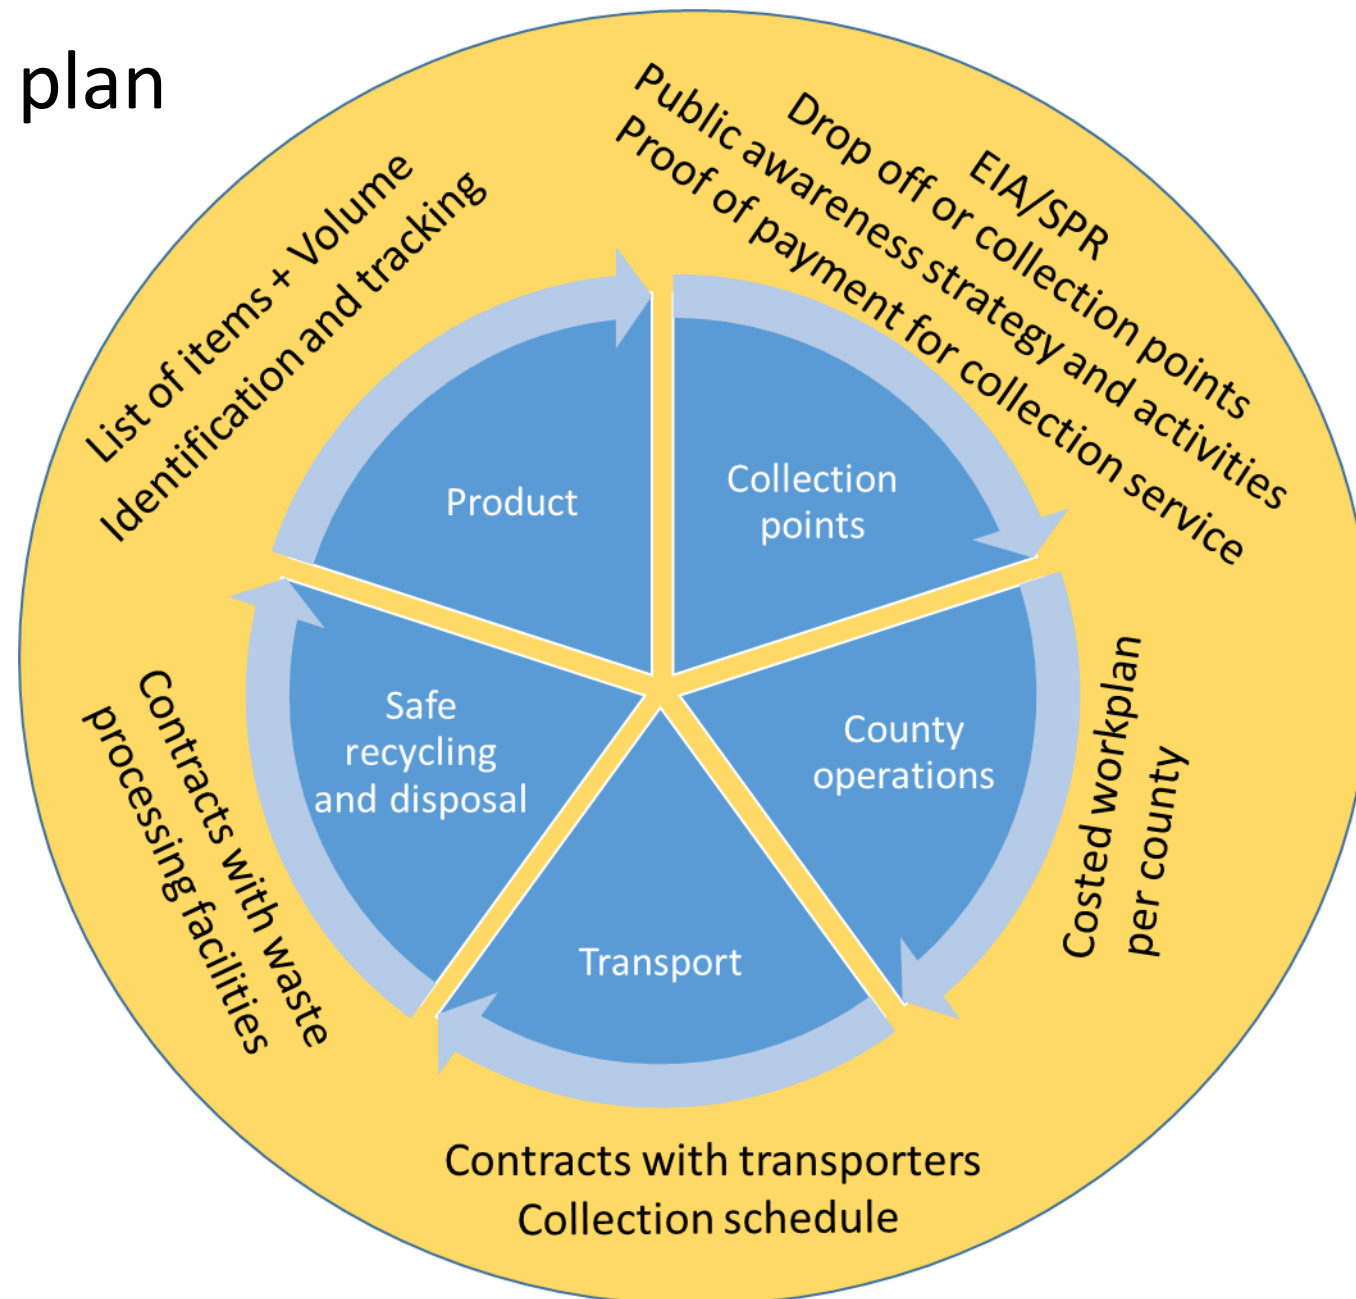 plan
EIA/SPR
Drop off or collection points
Public awareness strategy and activities
Proof of payment for collection service
List of items + Volume
Identification and tracking
Product
Collection
points
County
operations
Costed workplan
per county
Transport
Contracts with transporters
Collection schedule
Safe
recycling
and disposal
Contracts with waste
processing facilities